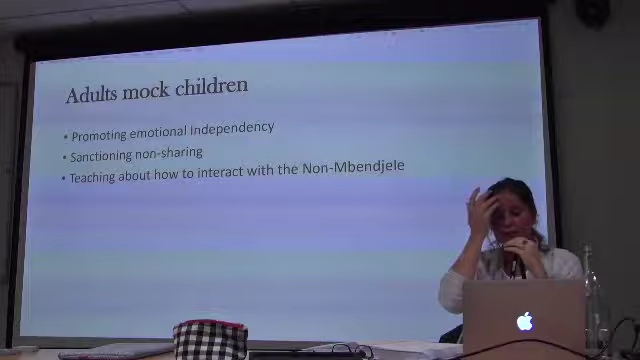 Adults mock children
• Promoting emotional independency
• Sanctioning non-sharing
• Teaching about how to interact with the Non-Mbendjele